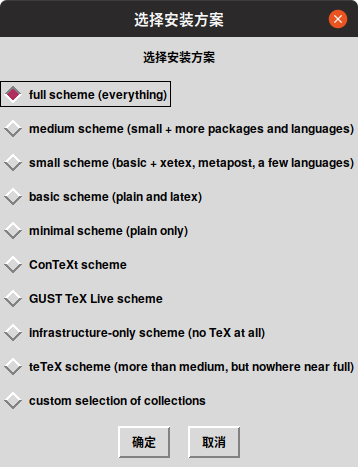 选择安装方案
选择安装方案
full scheme (everything)
medium scheme (small + more packages and languages)
small scheme (basic + xetex, metapost, a few languages)
basic scheme (plain and latex)
minimal scheme (plain only)
ConTeXt scheme
GUST TeX Live scheme
infrastructure-only scheme (no TeX at all)
teTeX scheme (more than medium, but nowhere near full)
custom selection of collections
确定 取消